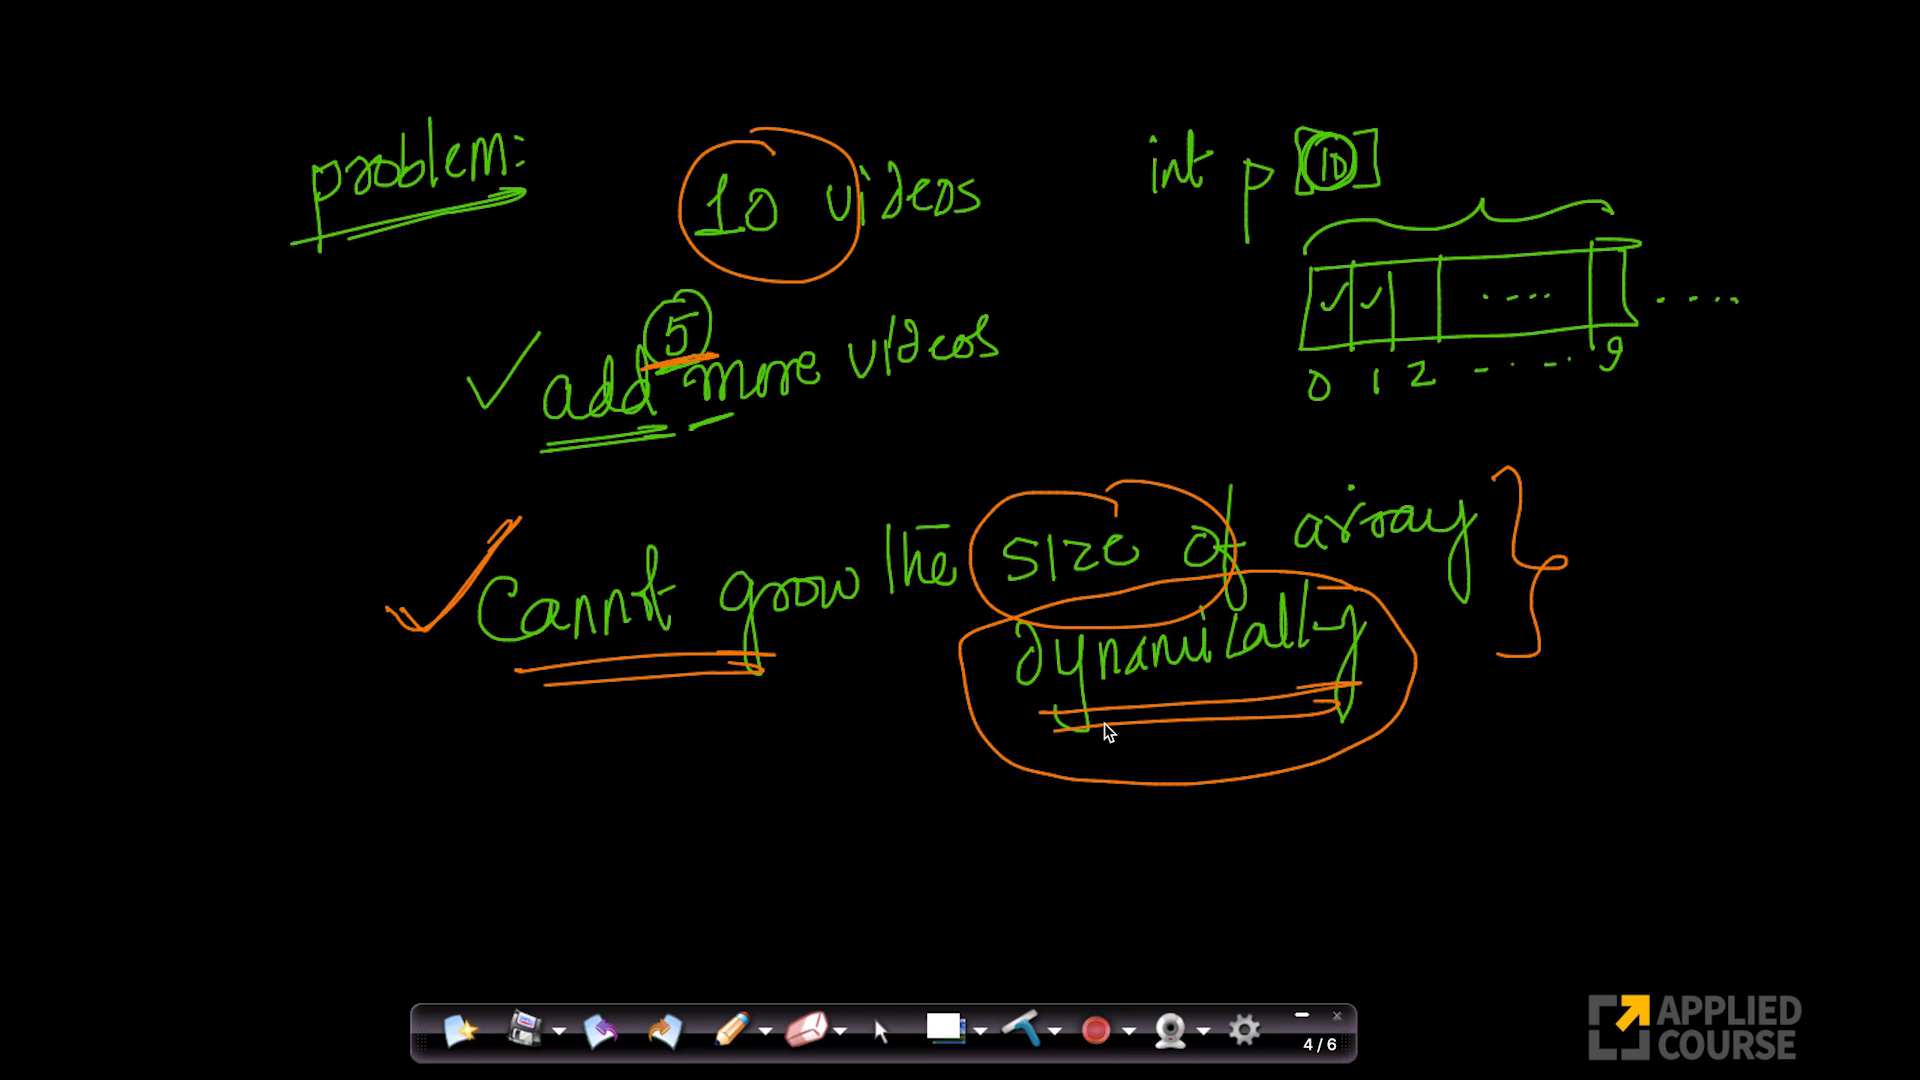 problem:
10 videos
int p [10]
5
add more videos
0 1 2 - . - . 9
Cannot grow the size of array
dynamically
4 / 6
APPLIED
COURSE